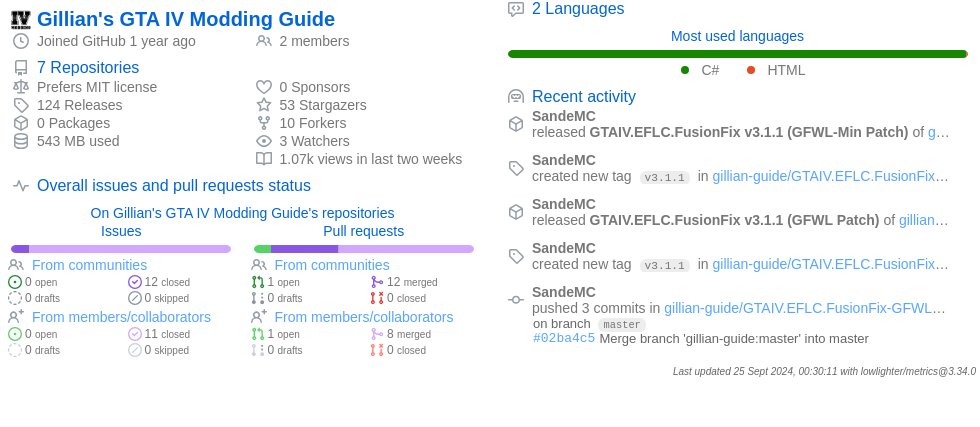 Gillian's GTA IV Modding Guide
Joined GitHub 1 year ago
2 members
7 Repositories
Prefers MIT license
0 Sponsors
124 Releases
53 Stargazers
0 Packages
10 Forkers
543 MB used
3 Watchers
1.07k views in last two weeks
Overall issues and pull requests status
On Gillian's GTA IV Modding Guide's repositories
Issues
Pull requests
From communities
From communities
0 open
12 closed
1 open
12 merged
0 drafts
0 skipped
0 drafts
0 closed
From members/collaborators
From members/collaborators
0 open
11 closed
1 open
8 merged
0 drafts
0 skipped
0 drafts
0 closed
2 Languages
Most used languages
C#
HTML
Recent activity
SandeMC
released GTAIV.EFLC.FusionFix v3.1.1 (GFWL-Min Patch) of g…
SandeMC
created new tag v3.1.1 in gillian-guide/GTAIV.EFLC.FusionFix…
SandeMC
released GTAIV.EFLC.FusionFix v3.1.1 (GFWL Patch) of gillian…
SandeMC
created new tag v3.1.1 in gillian-guide/GTAIV.EFLC.FusionFix…
SandeMC
pushed 3 commits in gillian-guide/GTAIV.EFLC.FusionFix-GFWL…
on branch master
#02ba4c5 Merge branch 'gillian-guide:master' into master
Last updated 25 Sept 2024, 00:30:11 with lowlighter/metrics@3.34.0